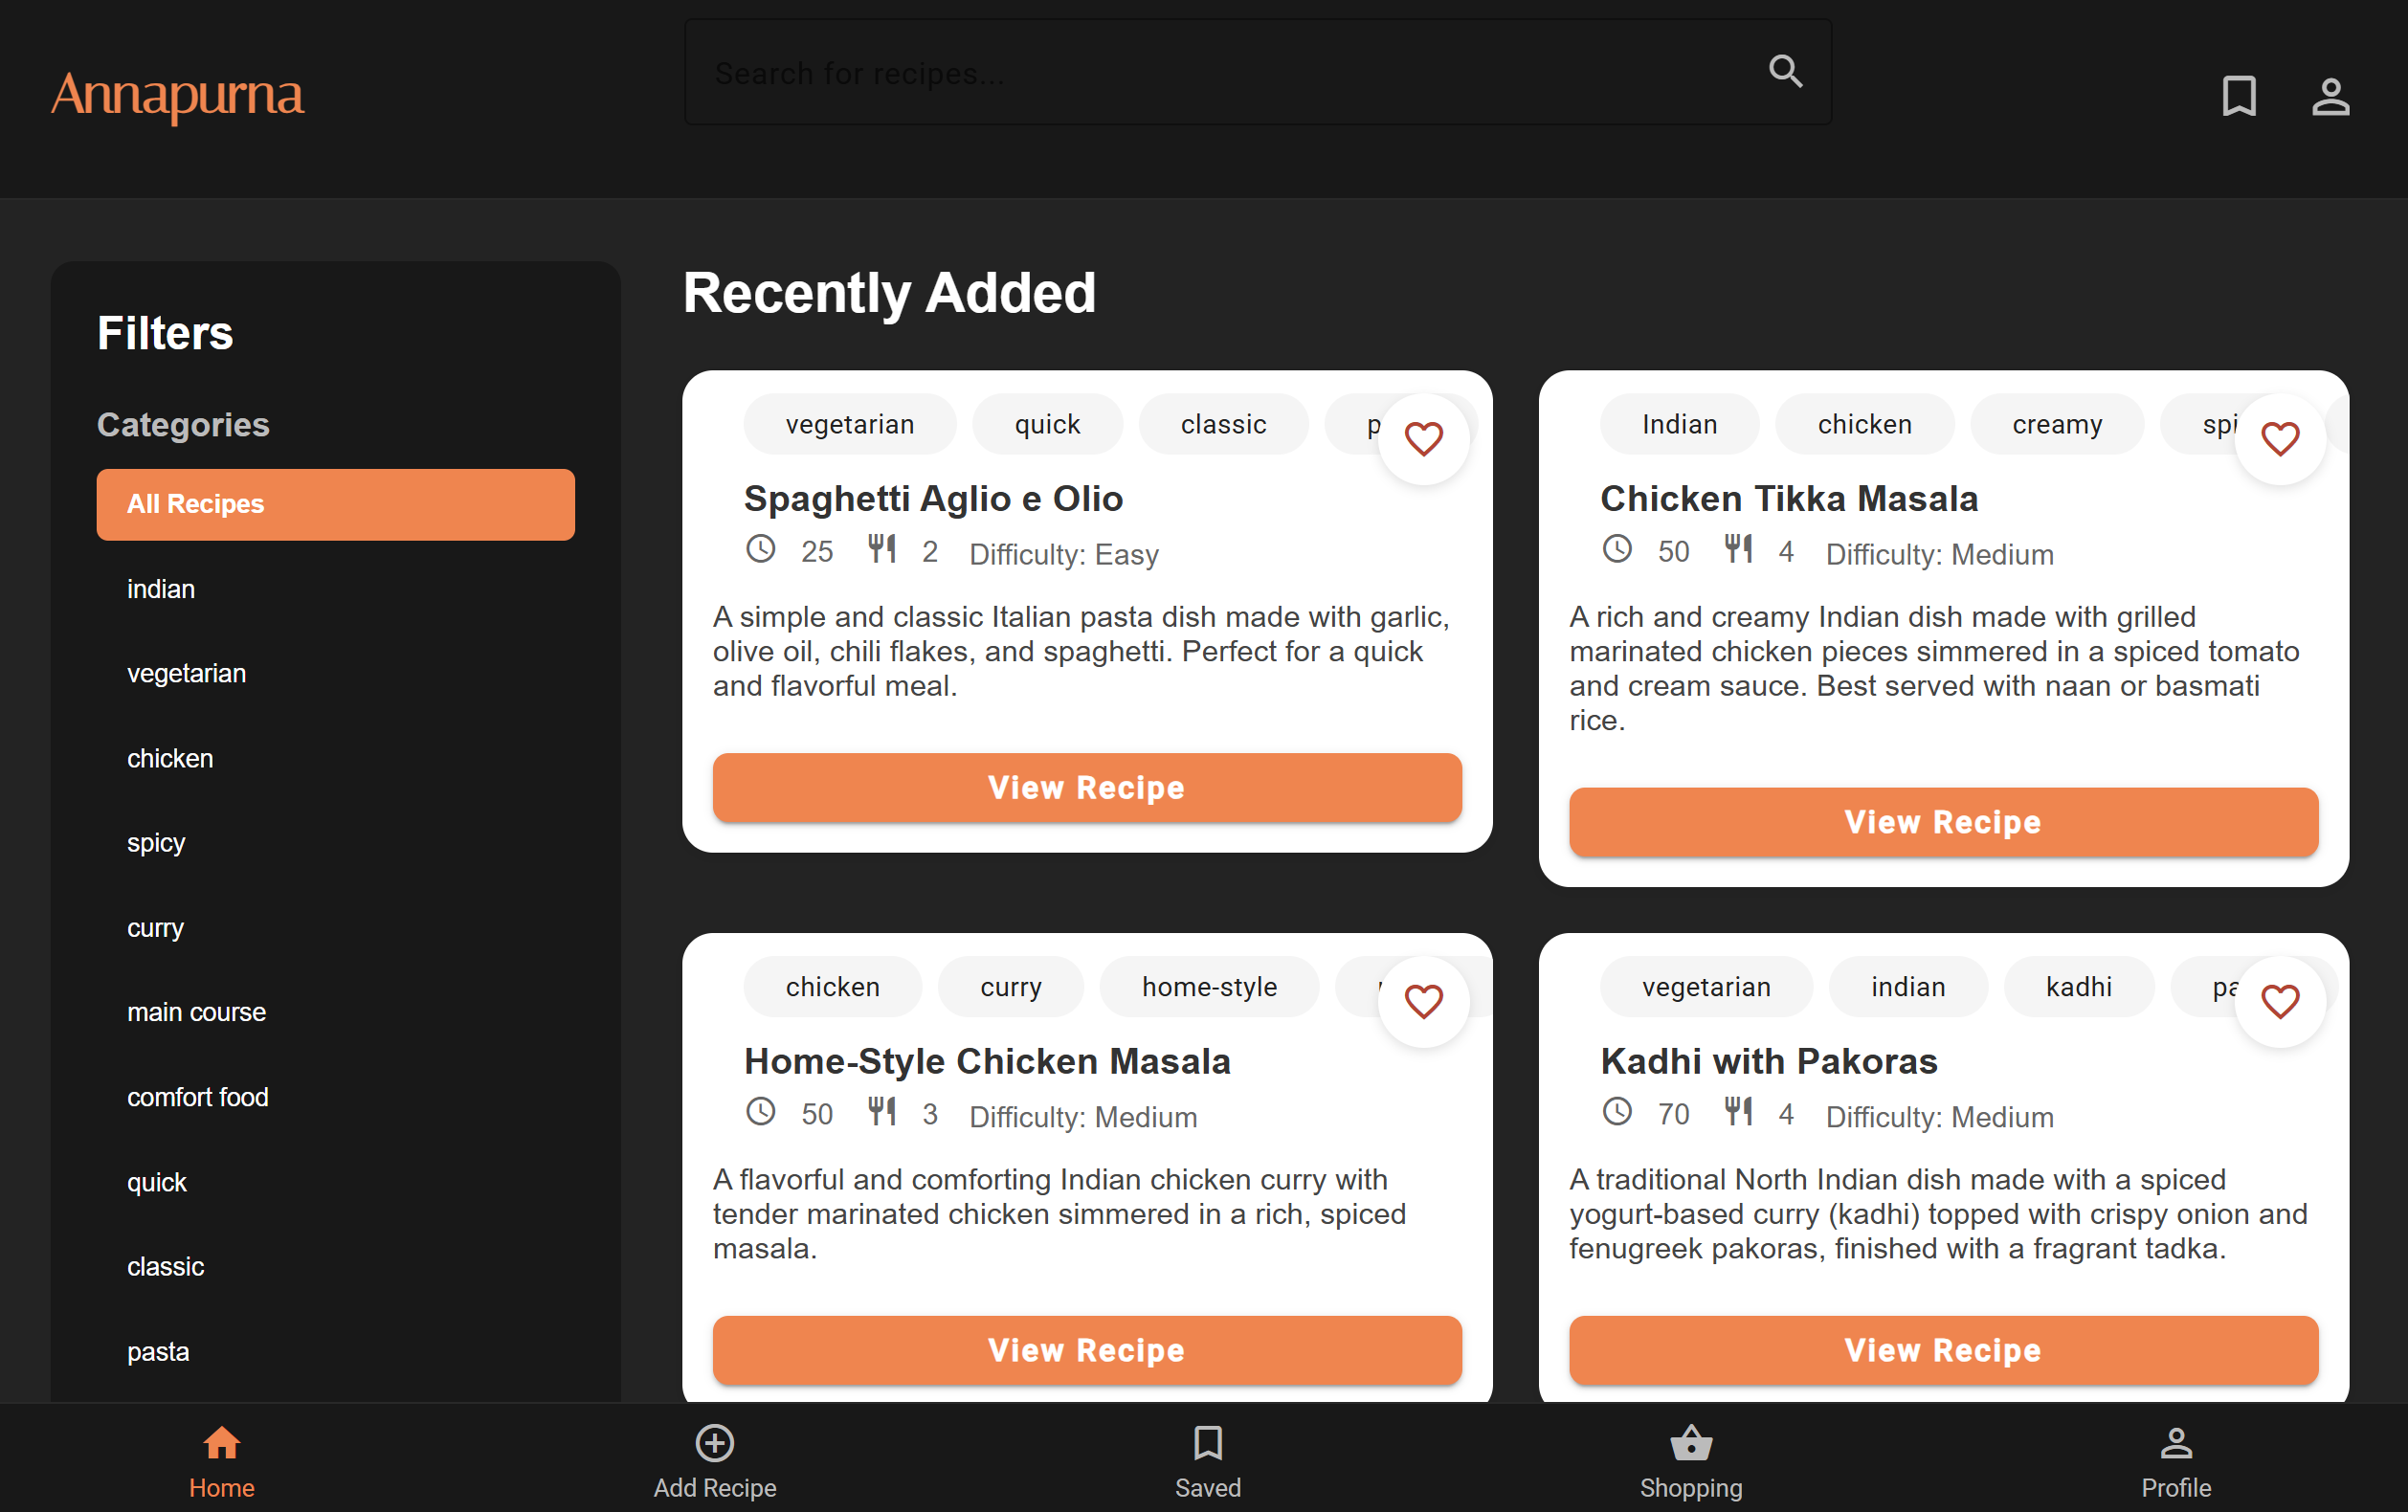 Annapurna
Search for recipes...
Filters
Categories
All Recipes
indian
vegetarian
chicken
spicy
curry
main course
comfort food
quick
classic
pasta
Recently Added
vegetarian quick classic
Spaghetti Aglio e Olio
25 2 Difficulty: Easy
A simple and classic Italian pasta dish made with garlic,
olive oil, chili flakes, and spaghetti. Perfect for a quick
and flavorful meal.
View Recipe
Indian chicken creamy
Chicken Tikka Masala
50 4 Difficulty: Medium
A rich and creamy Indian dish made with grilled
marinated chicken pieces simmered in a spiced tomato
and cream sauce. Best served with naan or basmati
rice.
View Recipe
chicken curry home-style
Home-Style Chicken Masala
50 3 Difficulty: Medium
A flavorful and comforting Indian chicken curry with
tender marinated chicken simmered in a rich, spiced
masala.
View Recipe
vegetarian indian kadhi
Kadhi with Pakoras
70 4 Difficulty: Medium
A traditional North Indian dish made with a spiced
yogurt-based curry (kadhi) topped with crispy onion and
fenugreek pakoras, finished with a fragrant tadka.
View Recipe
Home
Add Recipe
Saved
Shopping
Profile